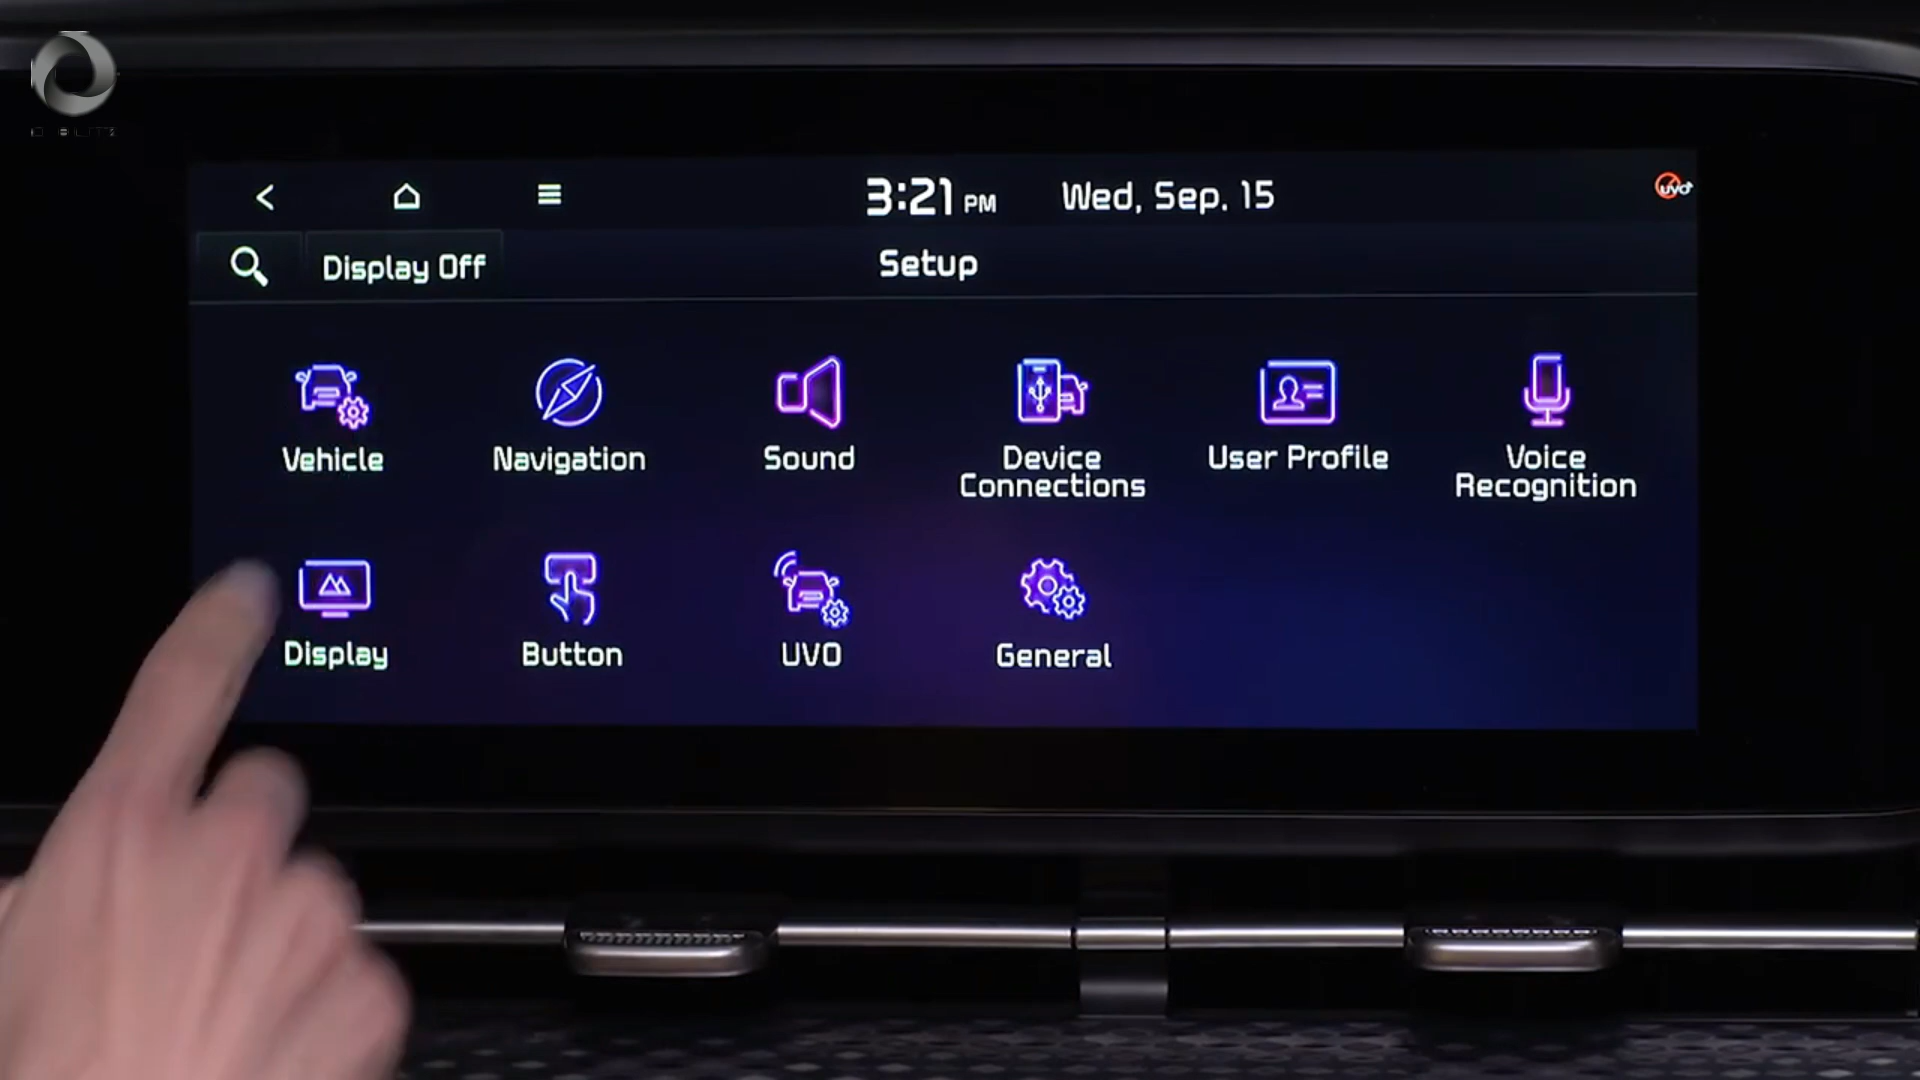 3:21 PM Wed, Sep. 15
UVO
Display Off
Setup
Vehicle
Navigation
Sound
Device
Connections
User Profile
Voice
Recognition
Display
Button
UVO
General